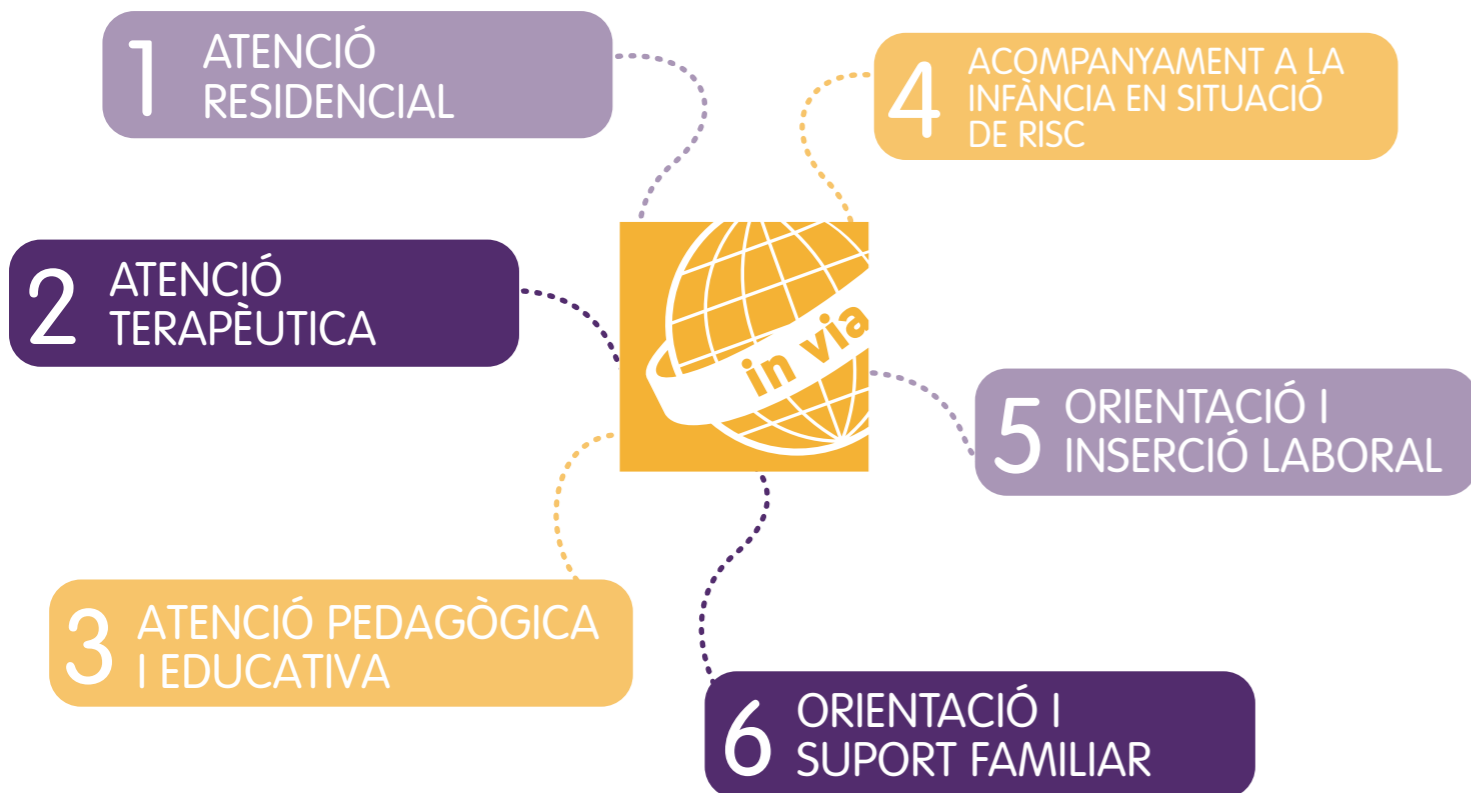 1 ATENCIÓ
RESIDENCIAL
2 ATENCIÓ
TERAPÈUTICA
3 ATENCIÓ PEDAGÒGICA
I EDUCATIVA
4 ACOMPANYAMENT A LA
INFÀNCIA EN SITUACIÓ
DE RISC
in via
5 ORIENTACIÓ I
INSERCIÓ LABORAL
6 ORIENTACIÓ I
SUPORT FAMILIAR